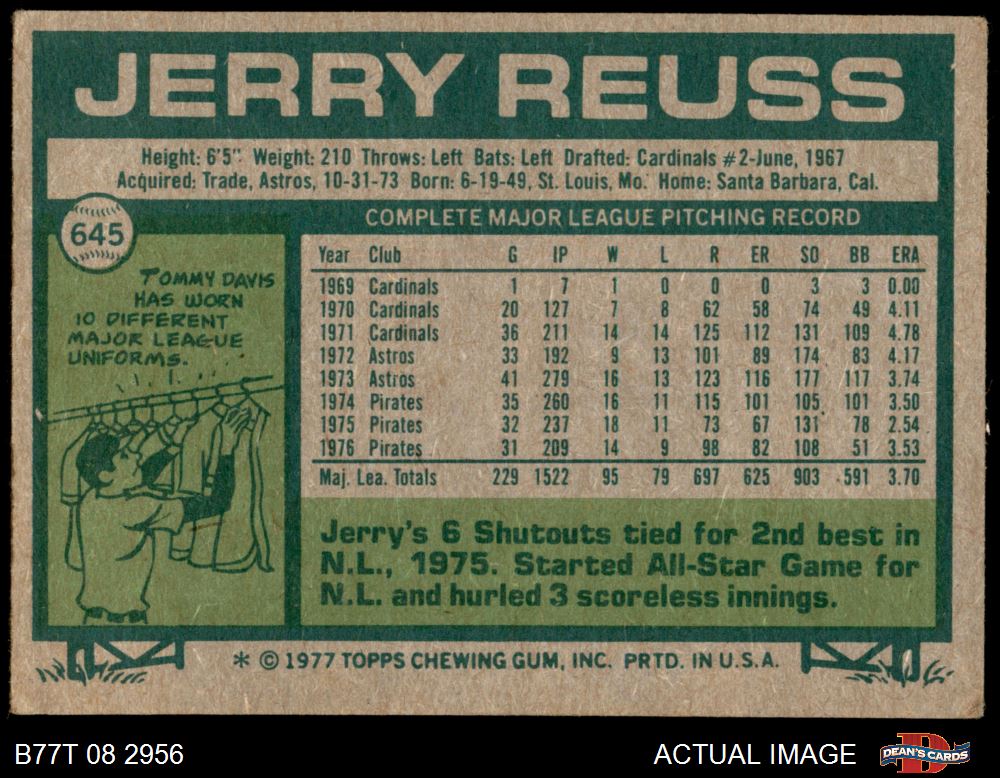 JERRY REUSS
Height: 6'5" Weight: 210 Throws: Left Bats: Left Drafted: Cardinals #2-June, 1967
Acquired: Trade, Astros, 10-31-73 Born: 6-19-49, St. Louis, Mo. Home: Santa Barbara, Cal.
645
TOMMY DAVIS
HAS WORN
10 DIFFERENT
MAJOR LEAGUE
UNIFORMS.
COMPLETE MAJOR LEAGUE PITCHING RECORD
Year Club G IP W L R ER SO BB ERA
1969 Cardinals 1 7 1 0 0 0 3 3 0.00
1970 Cardinals 20 127 7 8 62 58 74 49 4.11
1971 Cardinals 36 211 14 14 125 112 131 109 4.78
1972 Astros 33 192 9 13 101 89 174 83 4.17
1973 Astros 41 279 16 13 123 116 177 117 3.74
1974 Pirates 35 260 16 11 115 101 105 101 3.50
1975 Pirates 32 237 18 11 73 67 131 78 2.54
1976 Pirates 31 209 14 9 98 82 108 51 3.53
Maj. Lea. Totals 229 1522 95 79 697 625 903 591 3.70
Jerry's 6 Shutouts tied for 2nd best in
N.L., 1975. Started All-Star Game for
N.L. and hurled 3 scoreless innings.
* © 1977 TOPPS CHEWING GUM, INC. PRTD. IN U.S.A.
B77T 08 2956
ACTUAL IMAGE
DEAN'S CARDS